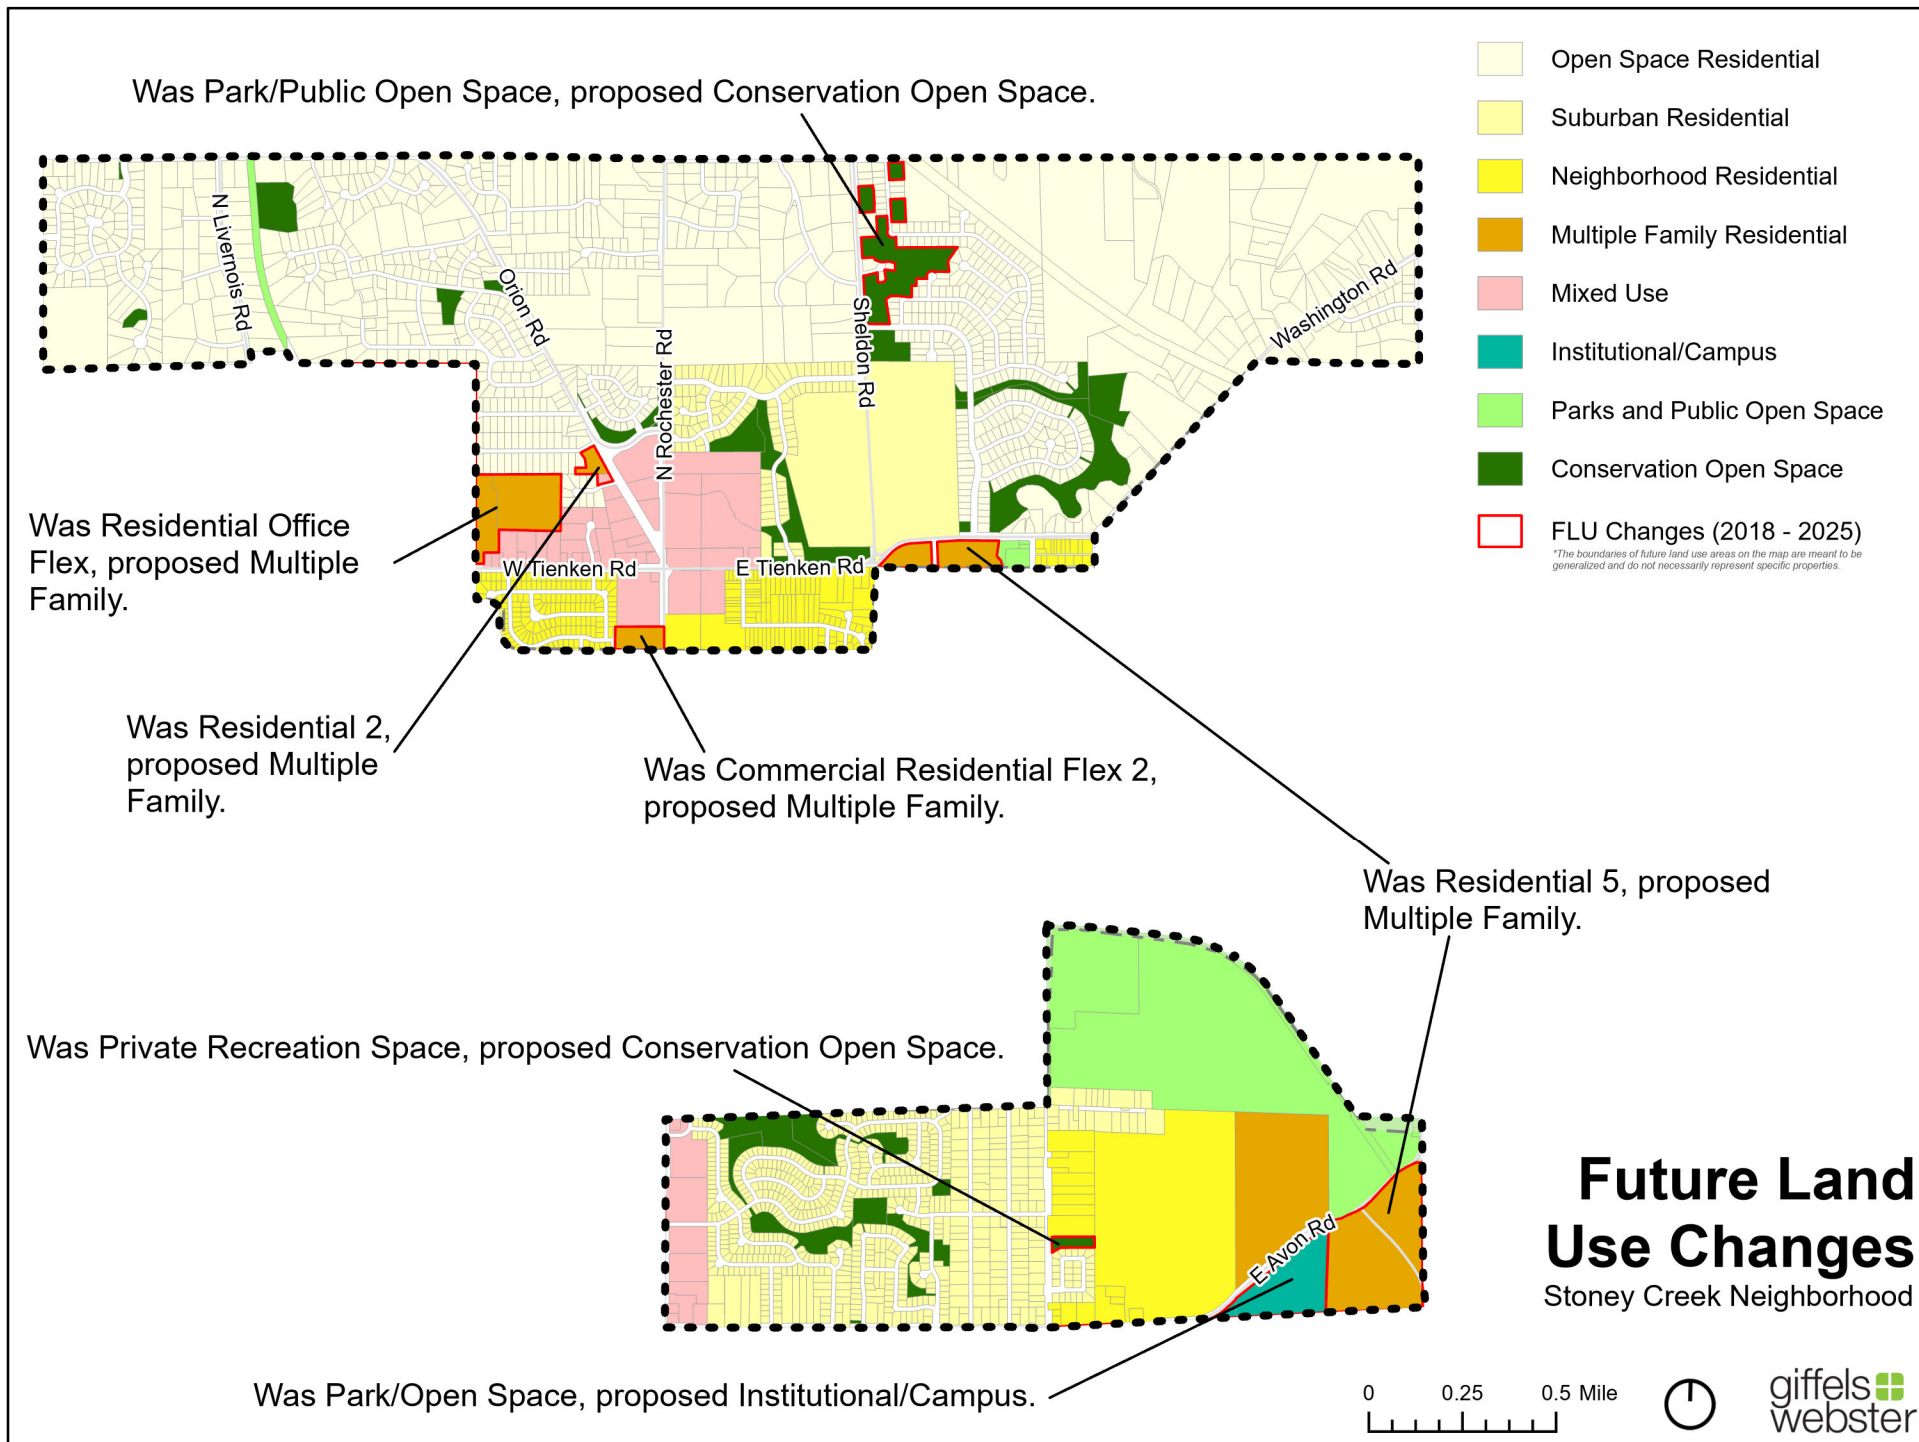 Was Park/Public Open Space, proposed Conservation Open Space.
Open Space Residential
Suburban Residential
Neighborhood Residential
Multiple Family Residential
Mixed Use
Institutional/Campus
Parks and Public Open Space
Conservation Open Space
FLU Changes (2018 - 2025)
*The boundaries of future land use areas on the map are meant to be
generalized and do not necessarily represent specific properties.
N Livernois Rd
Orion Rd
N Rochester Rd
Sheldon Rd
Washington Rd
W Tienken Rd
E Tienken Rd
Was Residential Office
Flex, proposed Multiple
Family.
Was Residential 2,
proposed Multiple
Family.
Was Commercial Residential Flex 2,
proposed Multiple Family.
Was Residential 5, proposed
Multiple Family.
Was Private Recreation Space, proposed Conservation Open Space.
E Avon Rd
Was Park/Open Space, proposed Institutional/Campus.
Future Land
Use Changes
Stoney Creek Neighborhood
0 0.25 0.5 Mile
giffels
webster